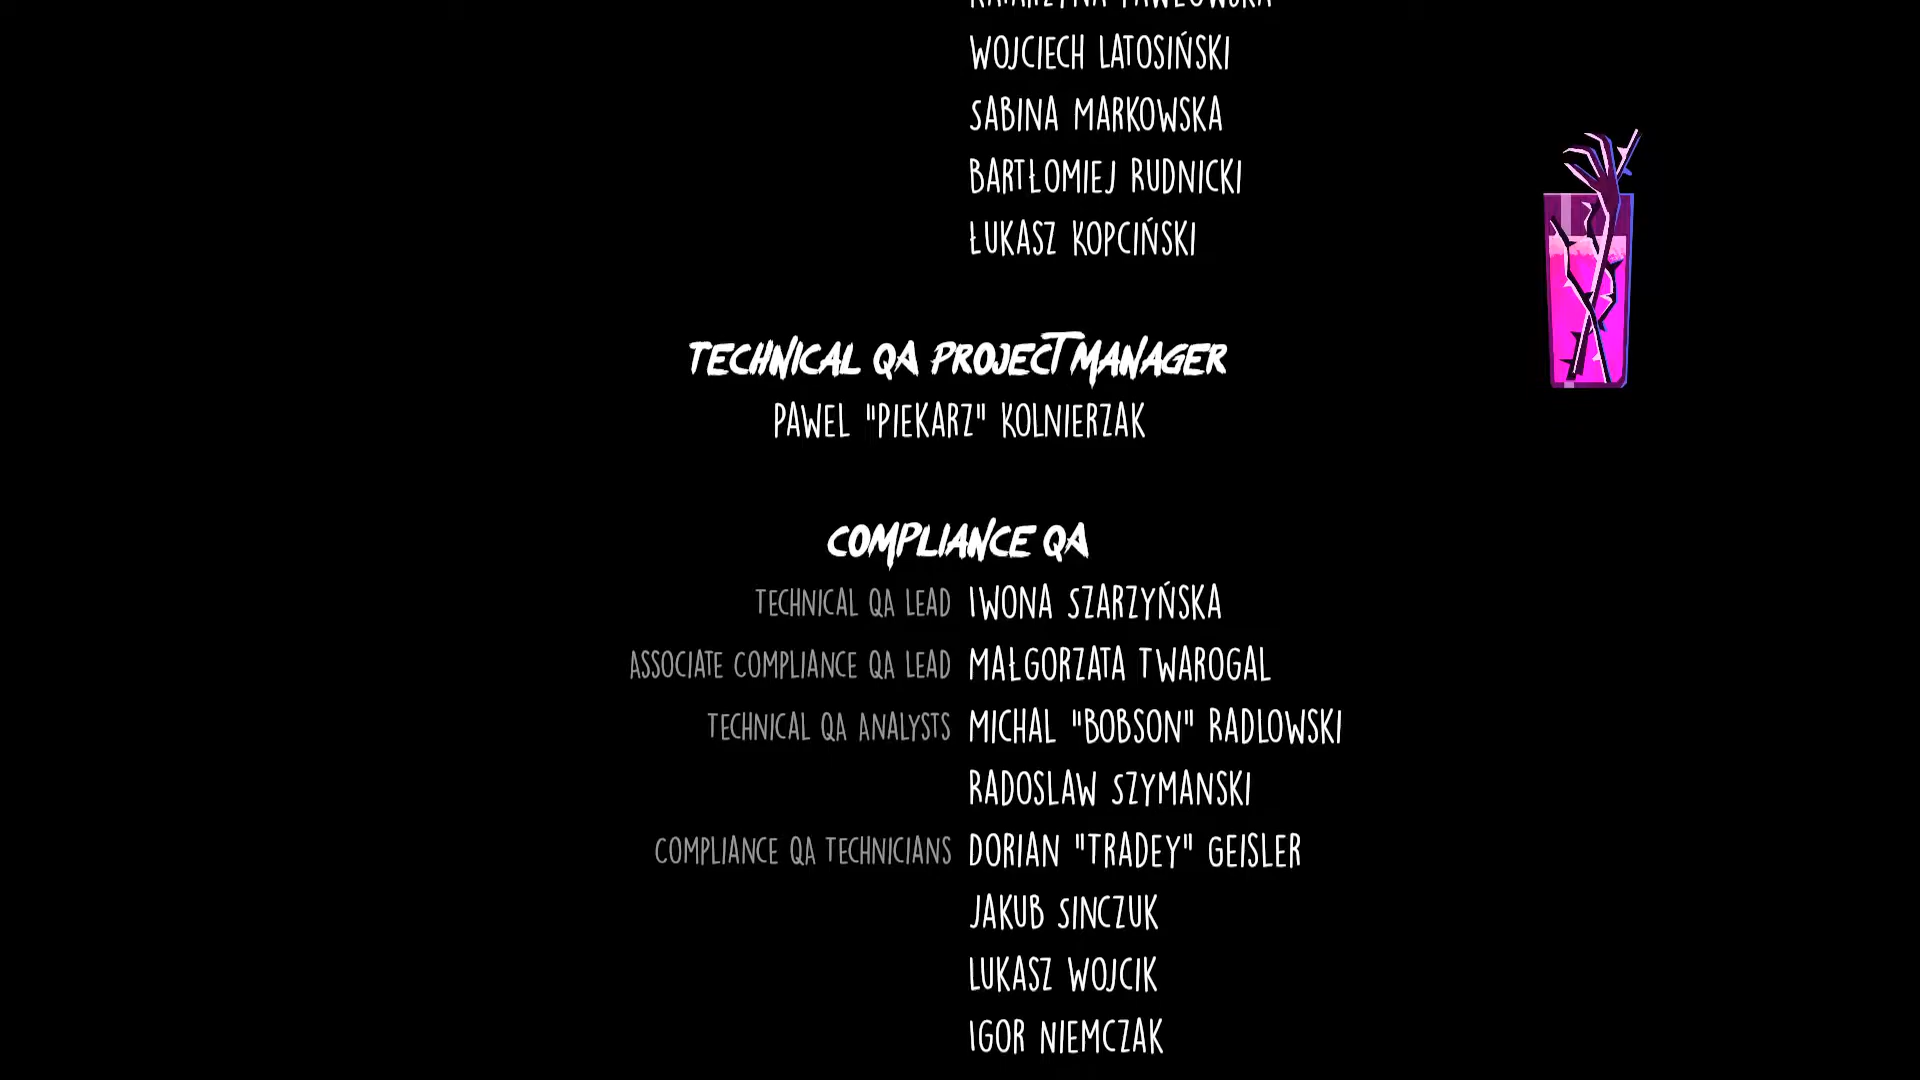 WOJCIECH LATOSIŃSKI
SABINA MARKOWSKA
BARTŁOMIEJ RUDNICKI
ŁUKASZ KOPCIŃSKI
TECHNICAL QA PROJECT MANAGER
PAWEL "PIEKARZ" KOLNIERZAK
COMPLIANCE QA
TECHNICAL QA LEAD IWONA SZARZYŃSKA
ASSOCIATE COMPLIANCE QA LEAD MAŁGORZATA TWAROGAL
TECHNICAL QA ANALYSTS MICHAL "BOBSON" RADLOWSKI
RADOSLAW SZYMANSKI
COMPLIANCE QA TECHNICIANS DORIAN "TRADEY" GEISLER
JAKUB SINCZUK
LUKASZ WOJCIK
IGOR NIEMCZAK